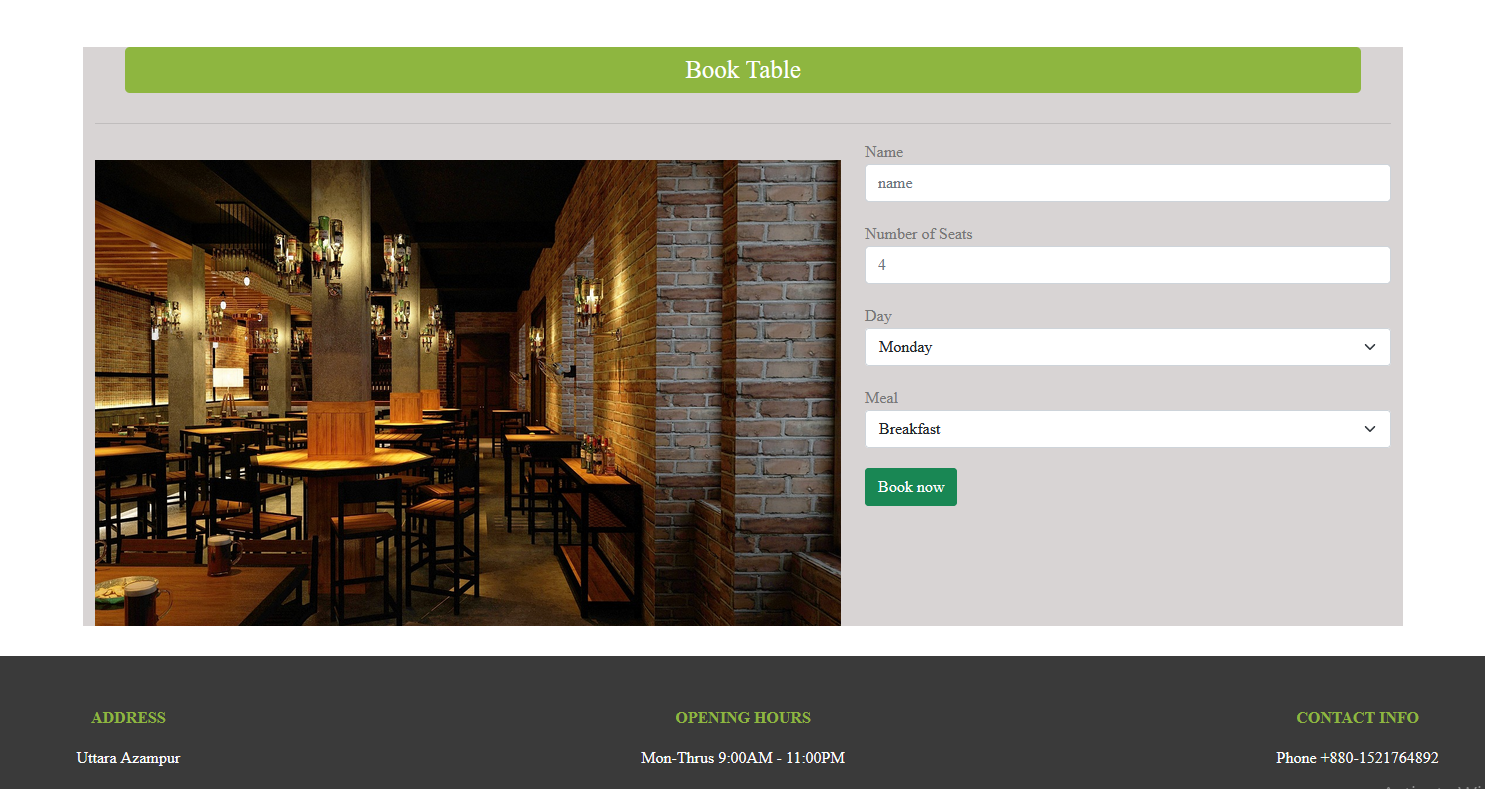 Book Table
Name
name
Number of Seats
4
Day
Monday
Meal
Breakfast
Book now
ADDRESS
Uttara Azampur
OPENING HOURS
Mon-Thrus 9:00AM - 11:00PM
CONTACT INFO
Phone +880-1521764892